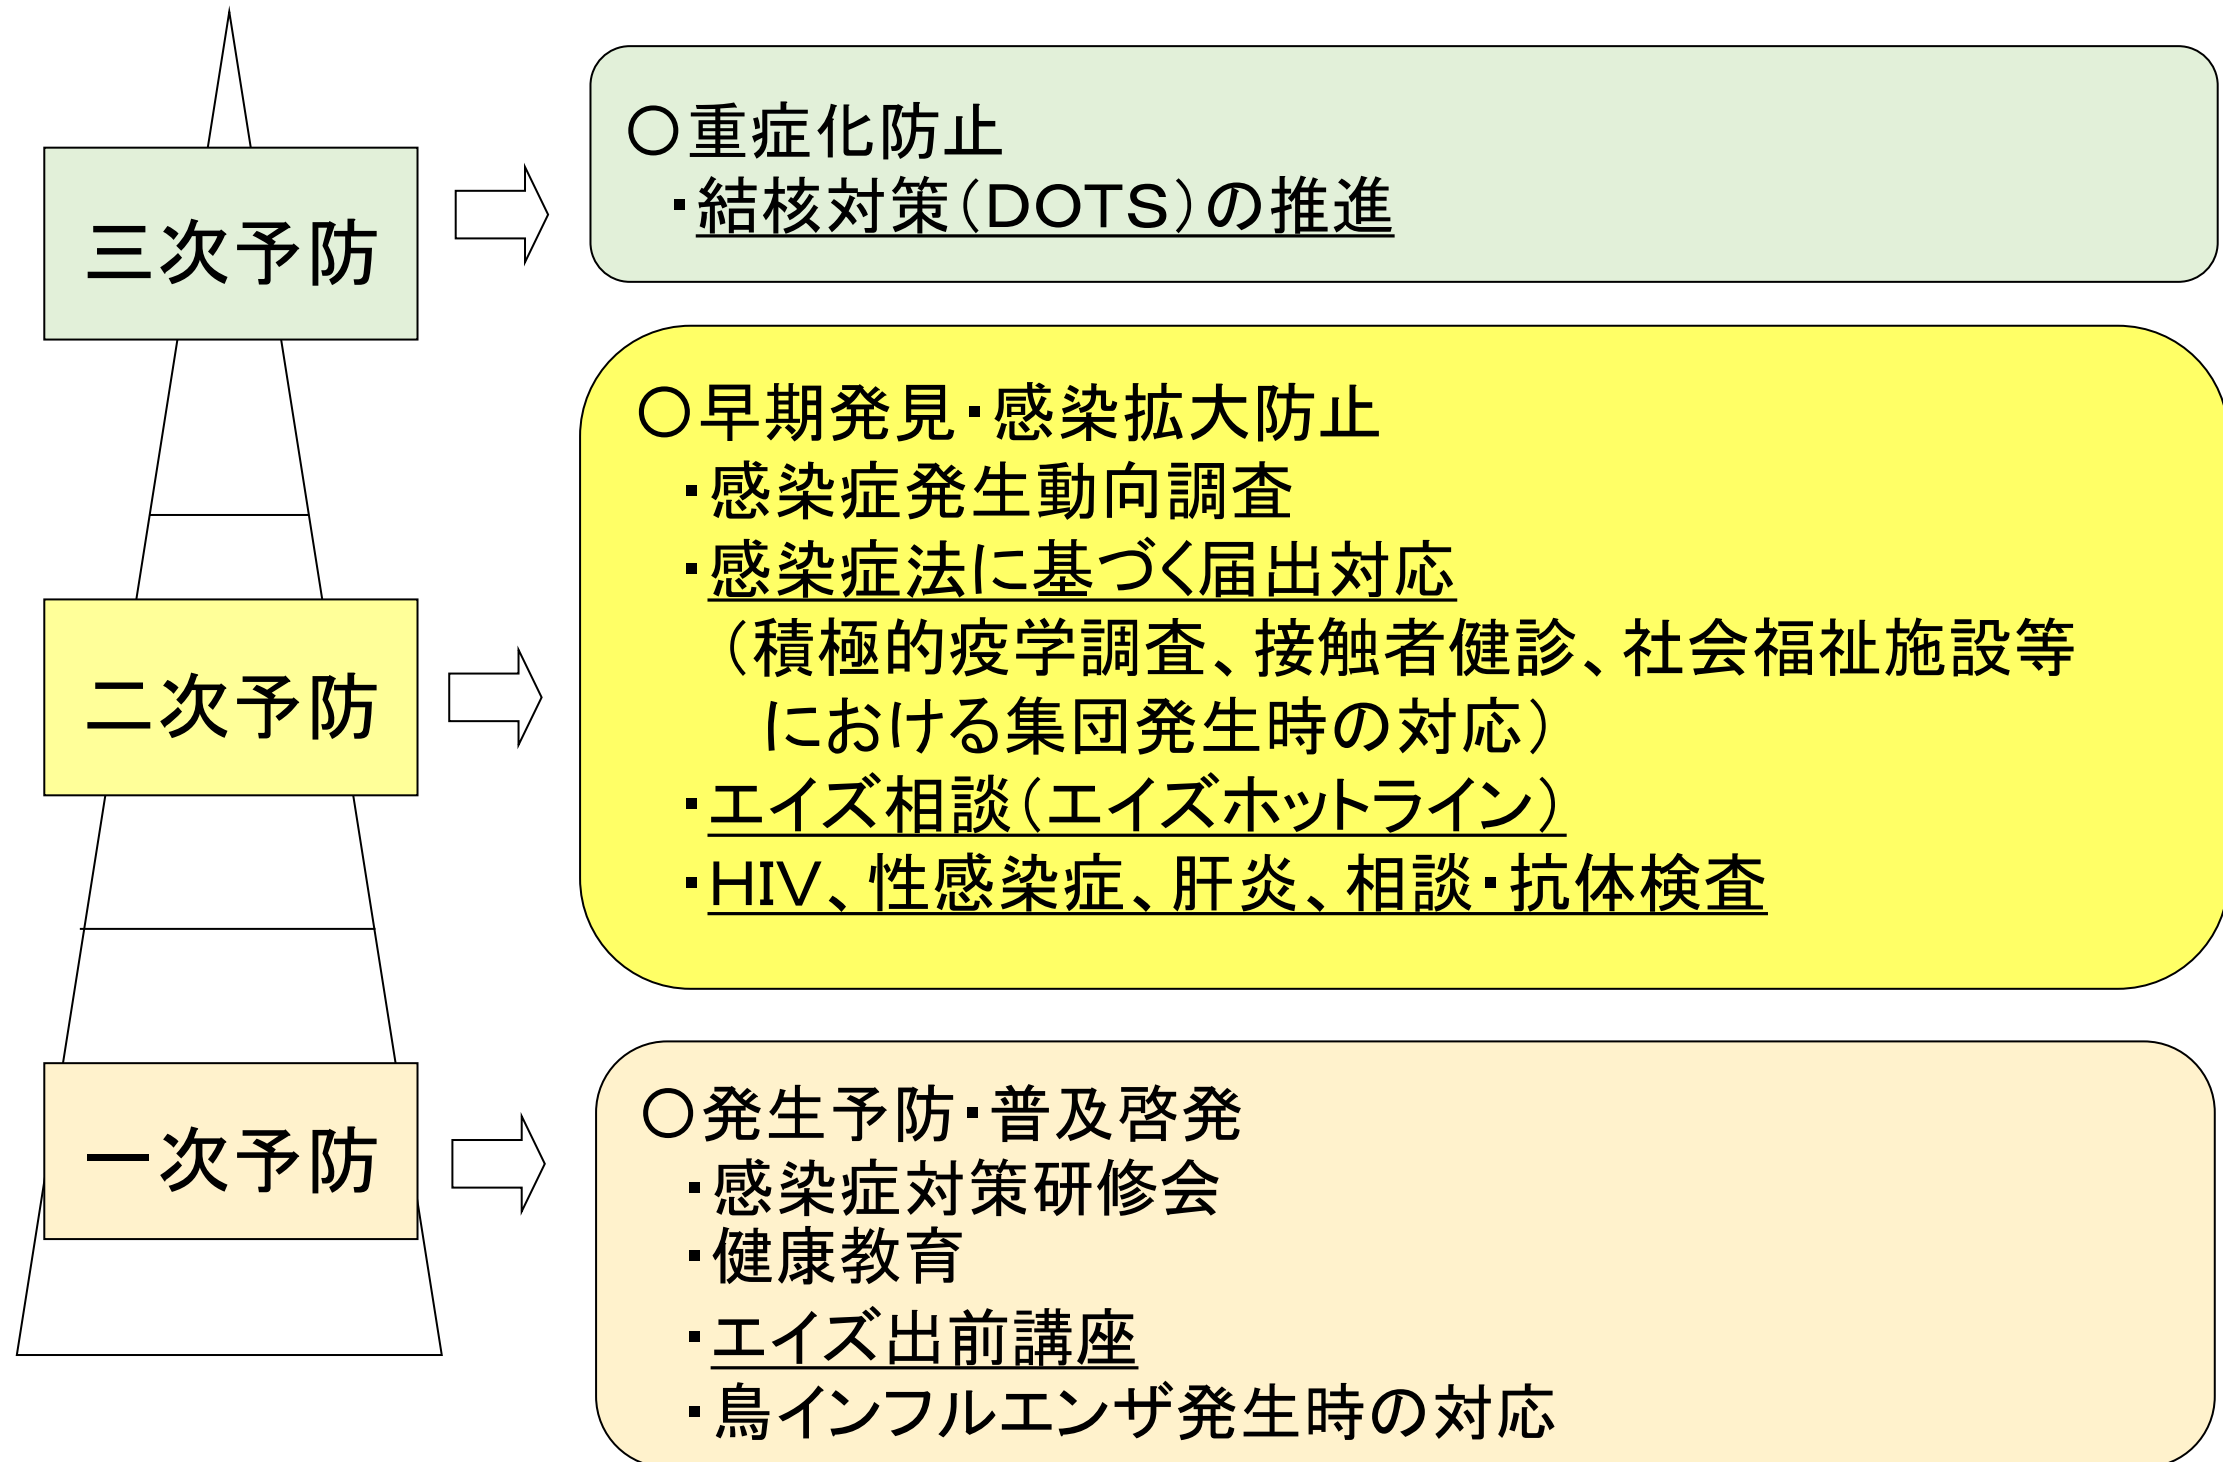 三次予防
○重症化防止
・結核対策（DOTS）の推進
二次予防
○早期発見・感染拡大防止
・感染症発生動向調査
・感染症法に基づく届出対応
（積極的疫学調査、接触者健診、社会福祉施設等
における集団発生時の対応）
・エイズ相談（エイズホットライン）
・HIV、性感染症、肝炎、相談・抗体検査
一次予防
○発生予防・普及啓発
・感染症対策研修会
・健康教育
・エイズ出前講座
・鳥インフルエンザ発生時の対応